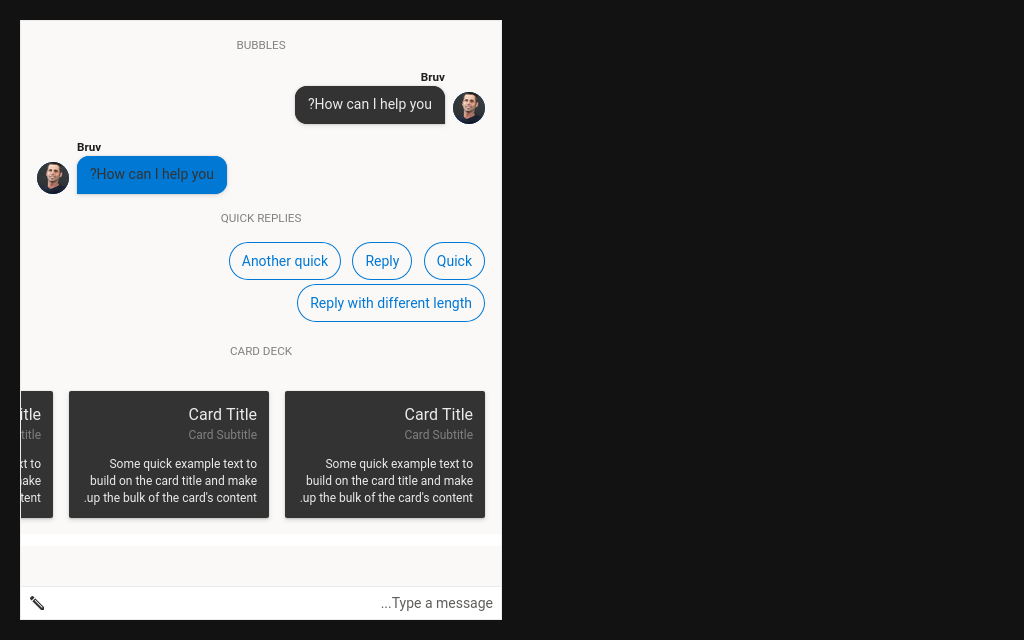 BUBBLES
Bruv
?How can I help you
Bruv
?How can I help you
QUICK REPLIES
Quick
Reply
Another quick
Reply with different length
CARD DECK
Card Title
Card Subtitle
Some quick example text to
build on the card title and make
.up the bulk of the card's content
Card Title
Card Subtitle
Some quick example text to
build on the card title and make
.up the bulk of the card's content
itle
title
xt to
ake
tent
...Type a message